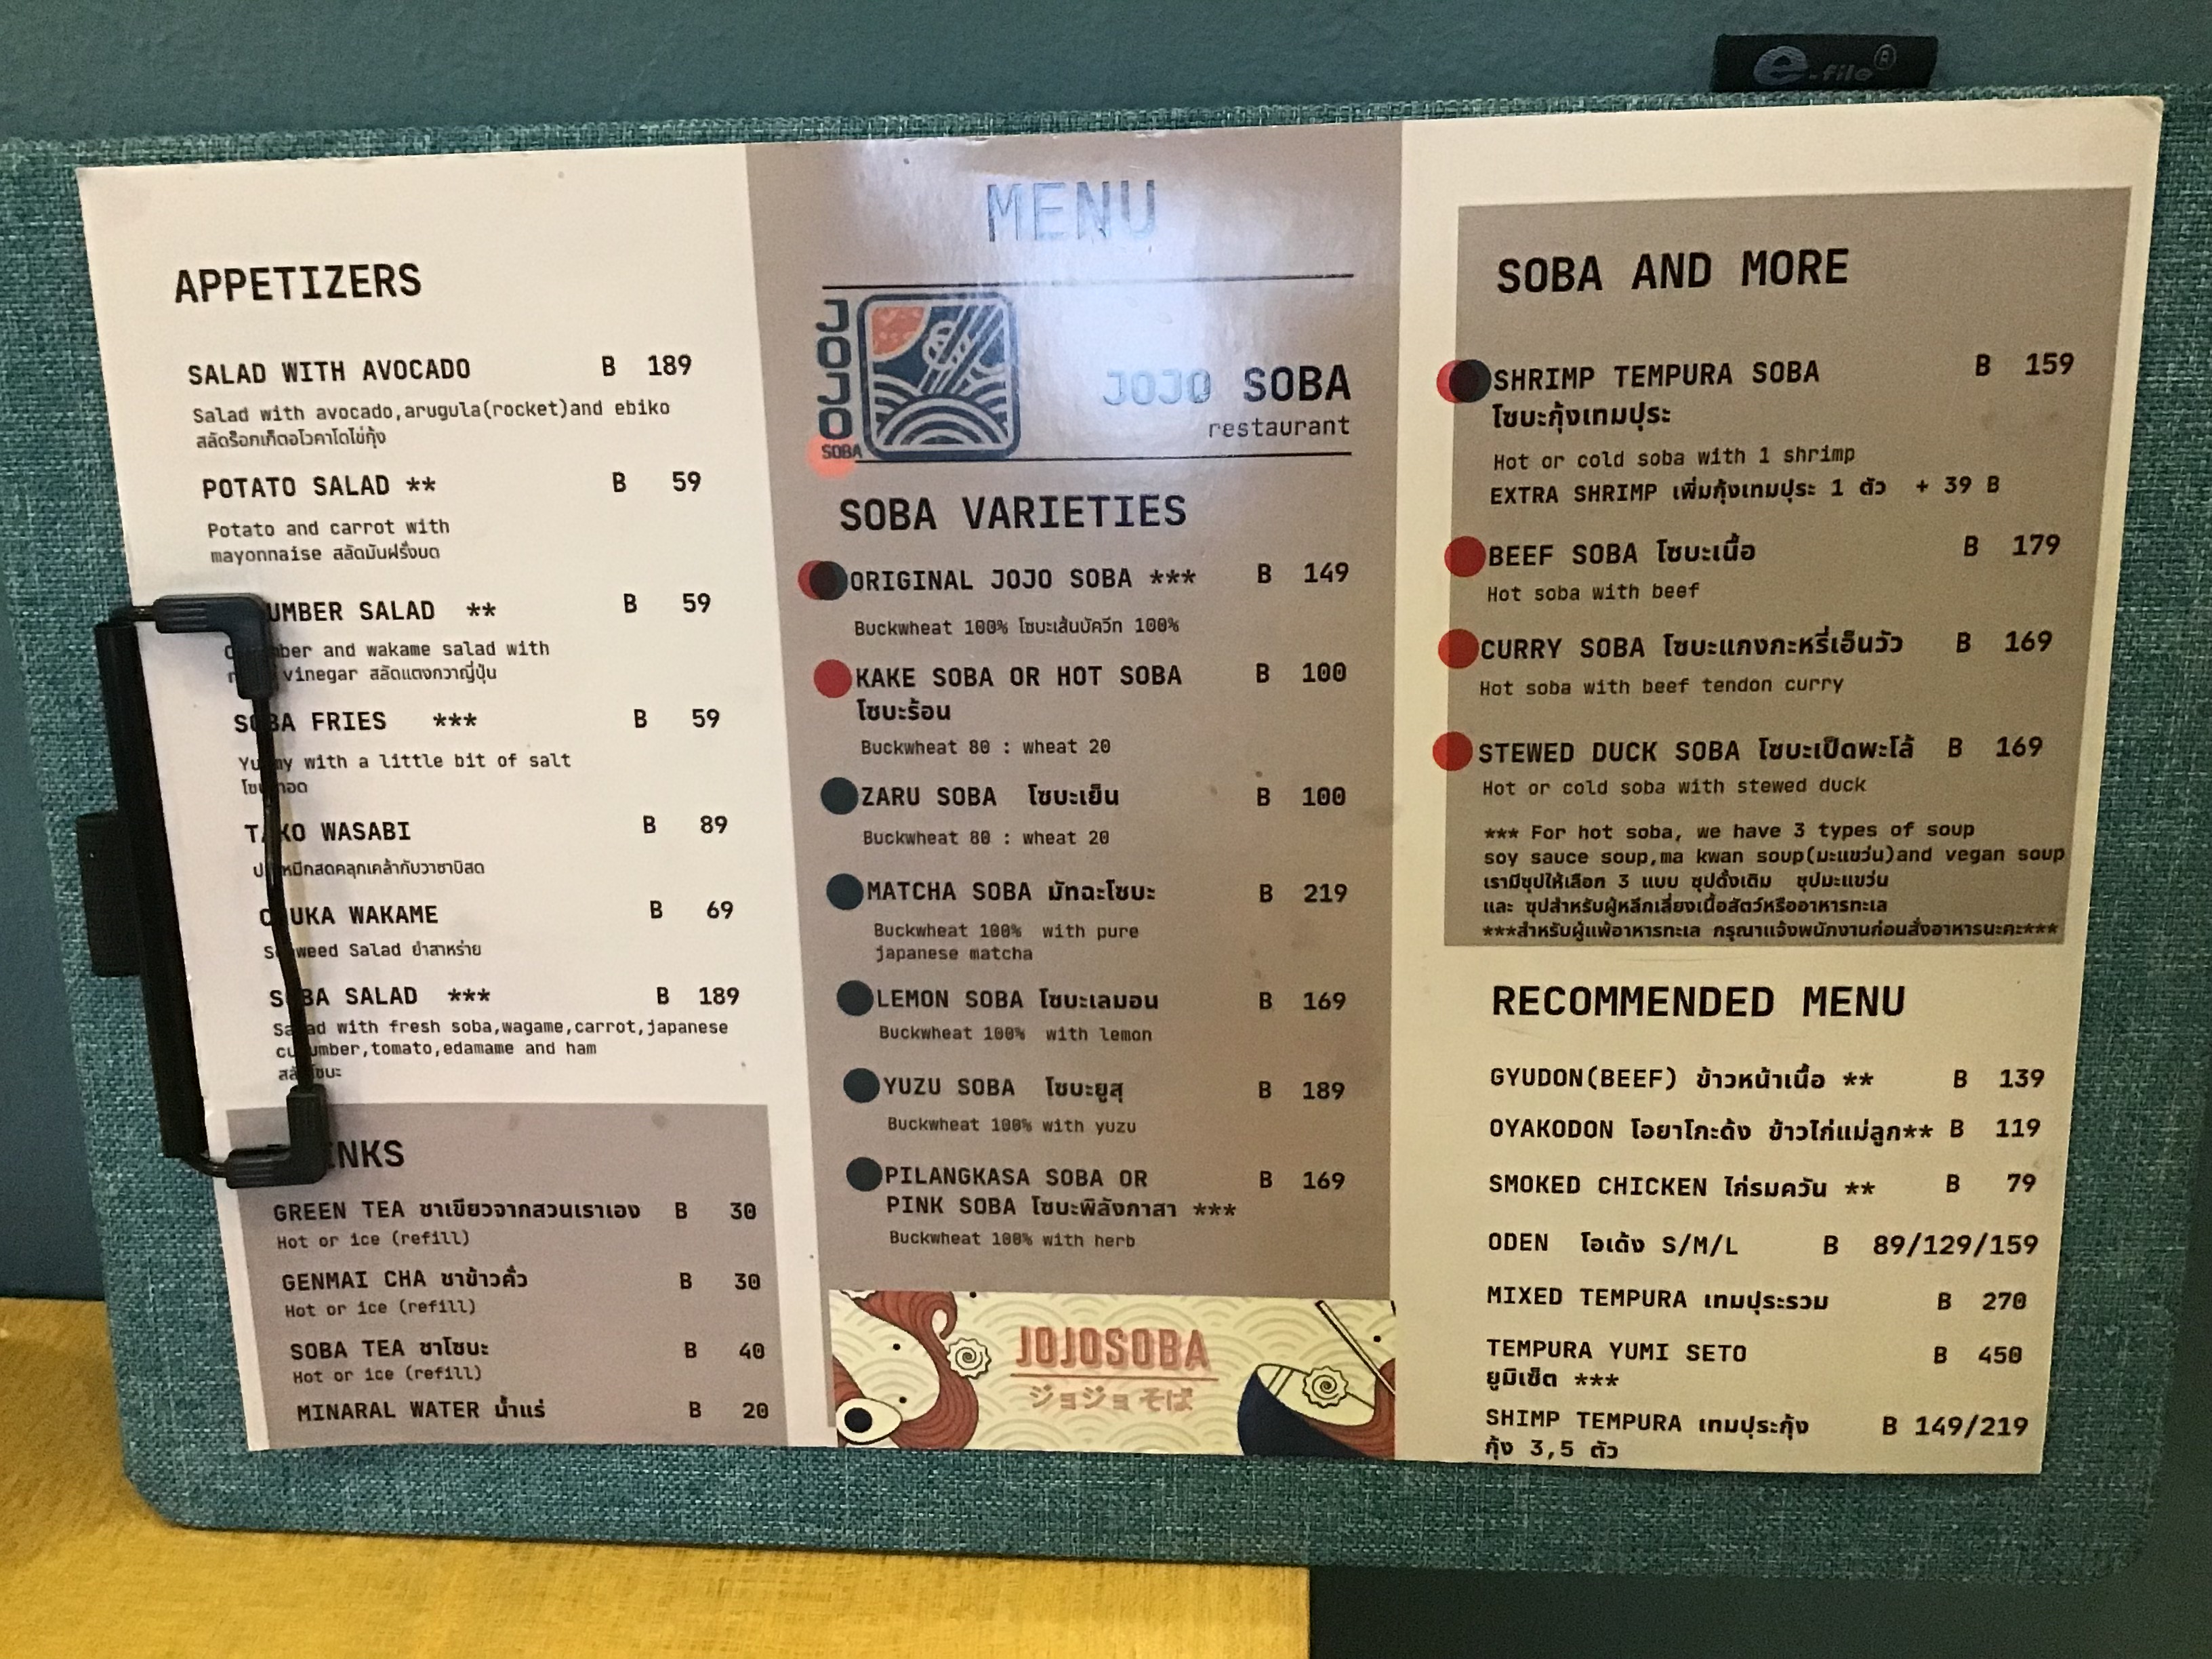 e-file®
APPETIZERS
SALAD WITH AVOCADO B 189
Salad with avocado,arugula(rocket)and ebiko
สลัดร็อกเก็ตอโวคาโดไข่กุ้ง
POTATO SALAD ** B 59
Potato and carrot with
mayonnaise สลัดมันฝรั่งบด
UMBER SALAD ** B 59
and wakame salad with
vinegar สลัดแตงกวาญี่ปุ่น
SOBA FRIES *** B 59
Yummy with a little bit of salt
TAKO WASABI B 89
ปลาหมึกสดคลุกเคล้ากับวาซาบิสด
CHUKA WAKAME B 69
Seaweed Salad ยำสาหร่าย
SOBA SALAD *** B 189
Salad with fresh soba,wagame,carrot,japanese
cucumber,tomato,edamame and ham
สลัดโซบะ
INKS
GREEN TEA ชาเขียวจากสวนเราเอง B 30
Hot or ice (refill)
GENMAI CHA ชาข้าวคั่ว B 30
Hot or ice (refill)
SOBA TEA ชาโซบะ B 40
Hot or ice (refill)
MINARAL WATER น้ำแร่ B 20
MENU
JOJO
SOBA
JOJO SOBA
restaurant
SOBA VARIETIES
ORIGINAL JOJO SOBA *** B 149
Buckwheat 100% โซบะเส้นบัควีท 100%
KAKE SOBA OR HOT SOBA B 100
โซบะร้อน
Buckwheat 80 : wheat 20
ZARU SOBA โซบะเย็น B 100
Buckwheat 80 : wheat 20
MATCHA SOBA มัทฉะโซบะ B 219
Buckwheat 100% with pure
japanese matcha
LEMON SOBA โซบะเลมอน B 169
Buckwheat 100% with lemon
YUZU SOBA โซบะยูสุ B 189
Buckwheat 100% with yuzu
PILANGKASA SOBA OR B 169
PINK SOBA โซบะพิลังกาสา ***
Buckwheat 100% with herb
JOJOSOBA
ジョジョそば
SOBA AND MORE
SHRIMP TEMPURA SOBA B 159
โซบะกุ้งเทมปุระ
Hot or cold soba with 1 shrimp
EXTRA SHRIMP เพิ่มกุ้งเทมปุระ 1 ตัว + 39 B
BEEF SOBA โซบะเนื้อ B 179
Hot soba with beef
CURRY SOBA โซบะแกงกะหรี่เอ็นวัว B 169
Hot soba with beef tendon curry
STEWED DUCK SOBA โซบะเป็ดพะโล้ B 169
Hot or cold soba with stewed duck
*** For hot soba, we have 3 types of soup
soy sauce soup,ma kwan soup(มะแขว่น)and vegan soup
เรามีซุปให้เลือก 3 แบบ ซุปดั้งเดิม ซุปมะแขว่น
และ ซุปสำหรับผู้หลีกเลี่ยงเนื้อสัตว์หรืออาหารทะเล
***สำหรับผู้แพ้อาหารทะเล กรุณาแจ้งพนักงานก่อนสั่งอาหารนะคะ***
RECOMMENDED MENU
GYUDON(BEEF) ข้าวหน้าเนื้อ ** B 139
OYAKODON โอยาโกะด้ง ข้าวไก่แม่ลูก** B 119
SMOKED CHICKEN ไก่รมควัน ** B 79
ODEN โอเด้ง S/M/L B 89/129/159
MIXED TEMPURA เทมปุระรวม B 270
TEMPURA YUMI SETO B 450
ยูมิเซ็ต ***
SHIMP TEMPURA เทมปุระกุ้ง B 149/219
กุ้ง 3,5 ตัว